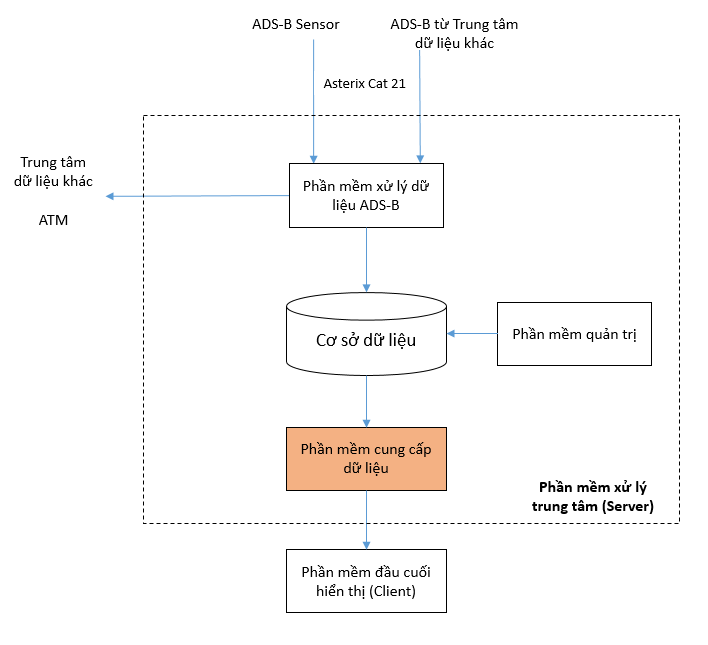 ADS-B Sensor
ADS-B từ Trung tâm
dữ liệu khác
Asterix Cat 21
Trung tâm
dữ liệu khác
ATM
Phần mềm xử lý dữ
liệu ADS-B
Cơ sở dữ liệu
Phần mềm quản trị
Phần mềm cung cấp
dữ liệu
Phần mềm xử lý
trung tâm (Server)
Phần mềm đầu cuối
hiển thị (Client)